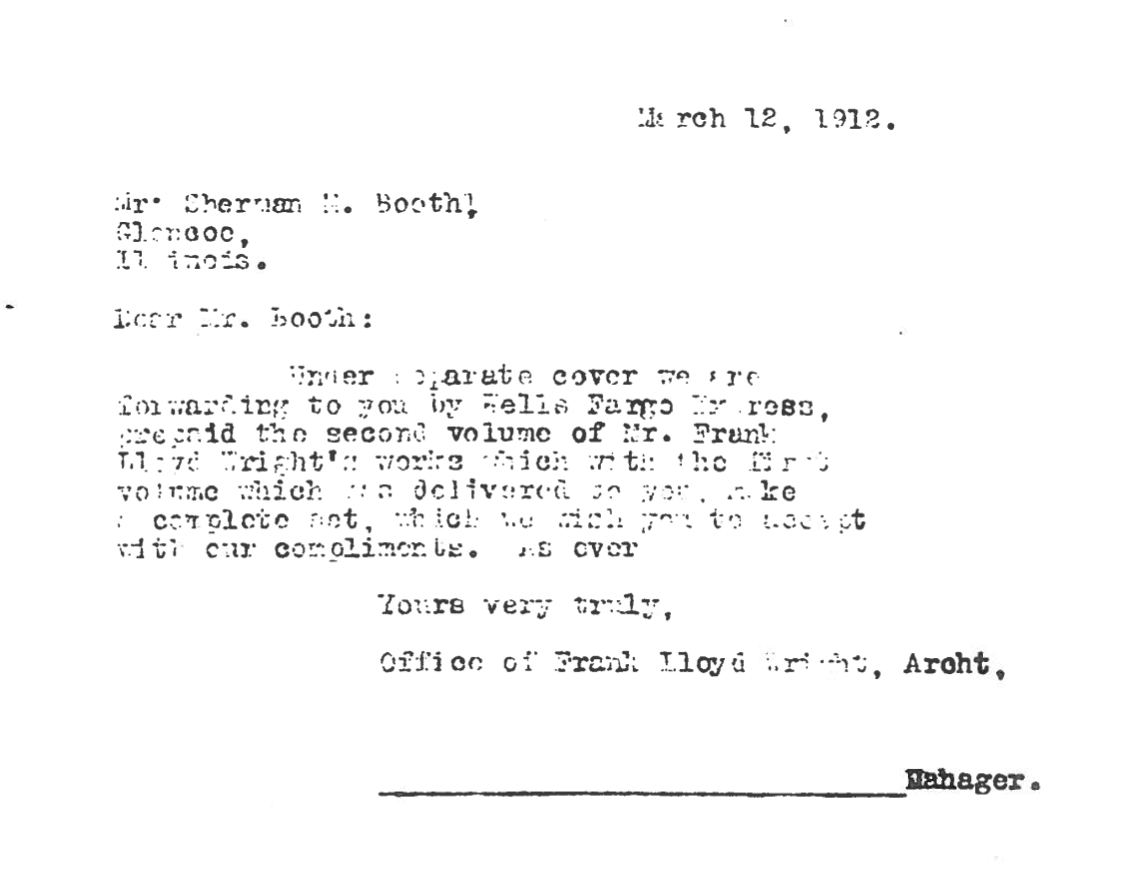 March 12, 1912.
Mr. Sherman M. Booth,
Glencoe,
Illinois.
Dear Mr. Booth:
Under separate cover we are
forwarding to you by Wells Fargo Express,
prepaid the second volume of Mr. Frank
Lloyd Wright's works which with the first
volume which was delivered to you, make
a complete set, which we wish you to accept
with our compliments. As ever
Yours very truly,
Office of Frank Lloyd Wright, Archt,
Manager.